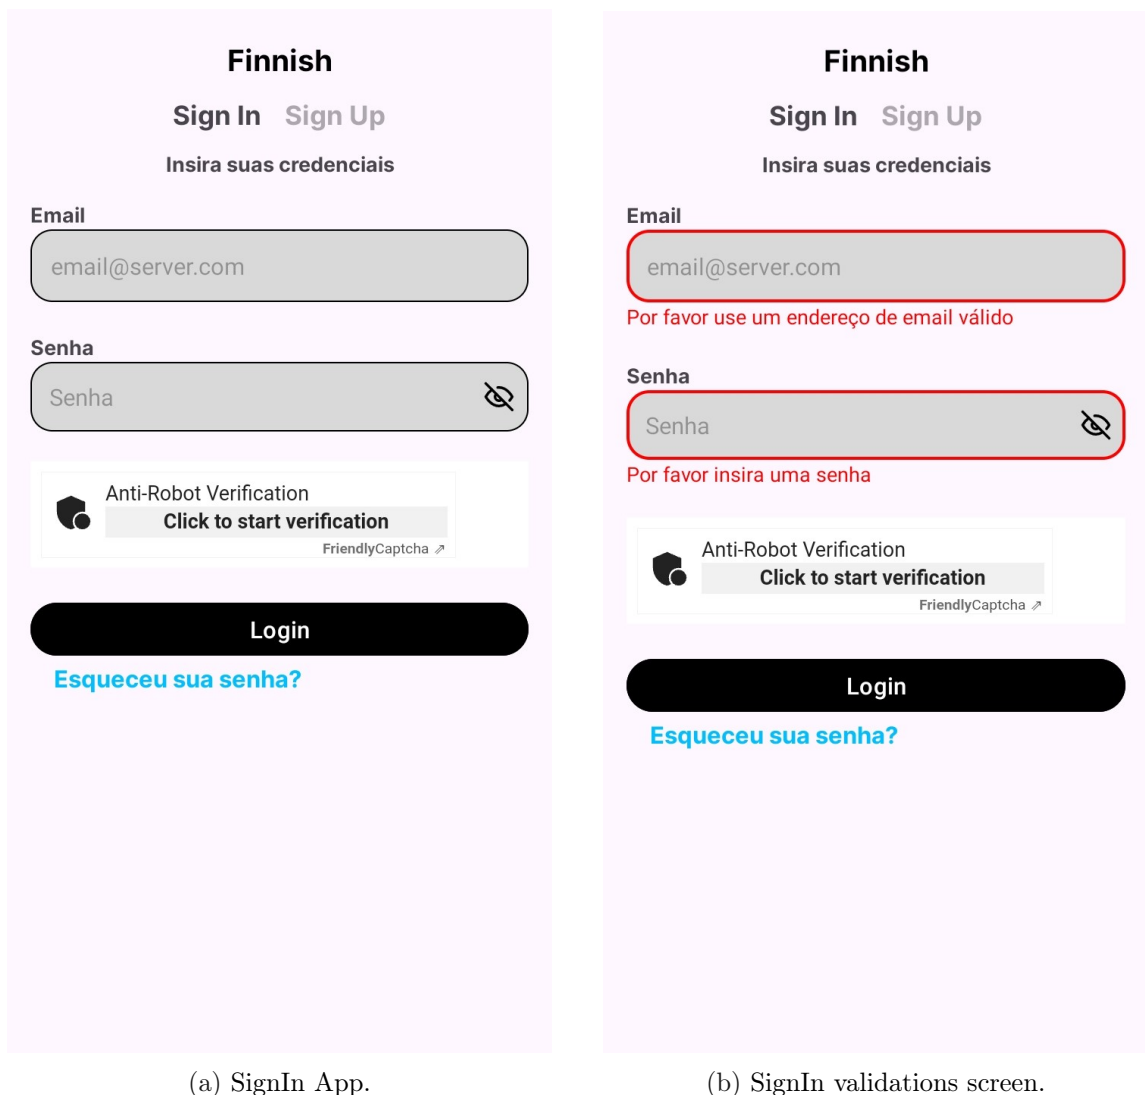 Finnish
Sign In Sign Up
Insira suas credenciais
Email
email@server.com
Senha
Senha
Anti-Robot Verification
Click to start verification
FriendlyCaptcha ⇗
Login
Esqueceu sua senha?
(a) SignIn App.
Finnish
Sign In Sign Up
Insira suas credenciais
Email
email@server.com
Por favor use um endereço de email válido
Senha
Senha
Por favor insira uma senha
Anti-Robot Verification
Click to start verification
FriendlyCaptcha ⇗
Login
Esqueceu sua senha?
(b) SignIn validations screen.